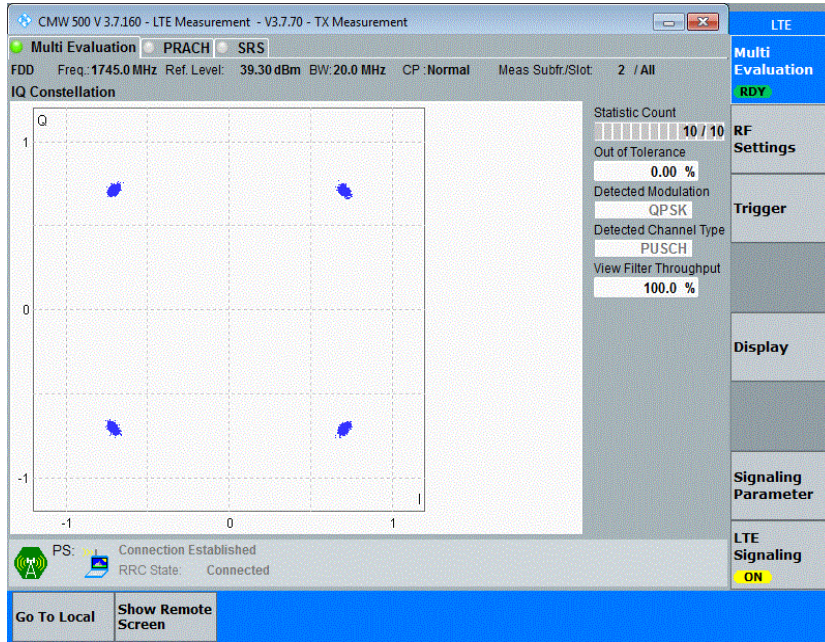 CMW 500 V 3.7.160 - LTE Measurement - V3.7.70 - TX Measurement
LTE
Multi Evaluation PRACH SRS
FDD Freq.: 1745.0 MHz Ref. Level: 39.30 dBm BW: 20.0 MHz CP : Normal Meas Subfr./Slot: 2 / All
IQ Constellation
Q
1
0
-1
-1 0 1
I
Statistic Count
10 / 10
Out of Tolerance
0.00 %
Detected Modulation
QPSK
Detected Channel Type
PUSCH
View Filter Throughput
100.0 %
Multi
Evaluation
RDY
RF
Settings
Trigger
Display
Signaling
Parameter
LTE
Signaling
ON
PS: Connection Established
RRC State: Connected
Go To Local
Show Remote
Screen